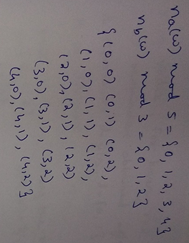 na(w) mod 5 = {0, 1, 2, 3, 4}
nb(w) mod 3 = {0, 1, 2}
{ (0,0) (0,1) (0,2),
(1,0), (1,1), (1,2),
(2,0), (2,1), (2,2)
(3,0), (3,1), (3,2)
(4,0), (4,1), (4,2) }